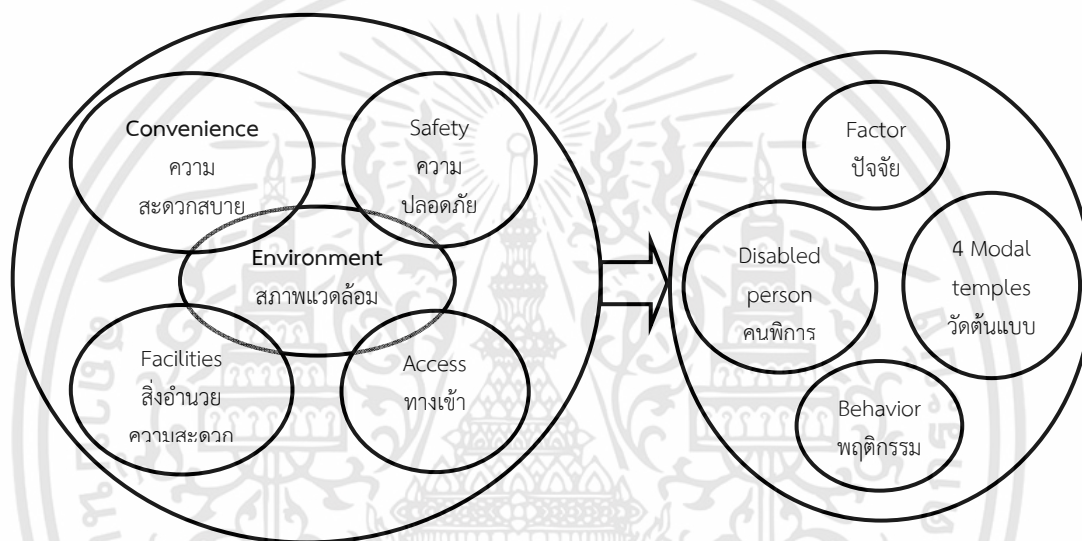 Convenience
ความ
สะดวกสบาย
Safety
ความ
ปลอดภัย
Environment
สภาพแวดล้อม
Facilities
สิ่งอำนวย
ความสะดวก
Access
ทางเข้า
Factor
ปัจจัย
Disabled
person
คนพิการ
4 Modal
temples
วัดต้นแบบ
Behavior
พฤติกรรม